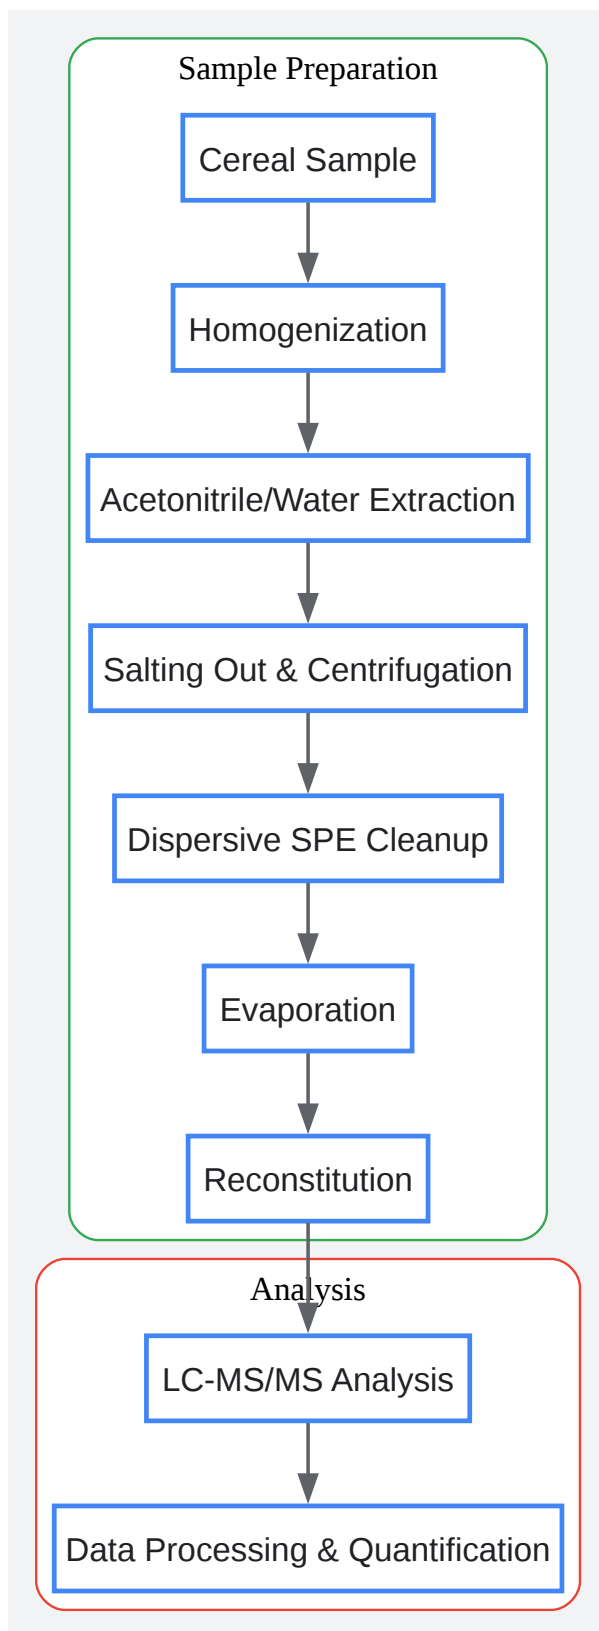 Sample Preparation
Cereal Sample
Homogenization
Acetonitrile/Water Extraction
Salting Out & Centrifugation
Dispersive SPE Cleanup
Evaporation
Reconstitution
Analysis
LC-MS/MS Analysis
Data Processing & Quantification